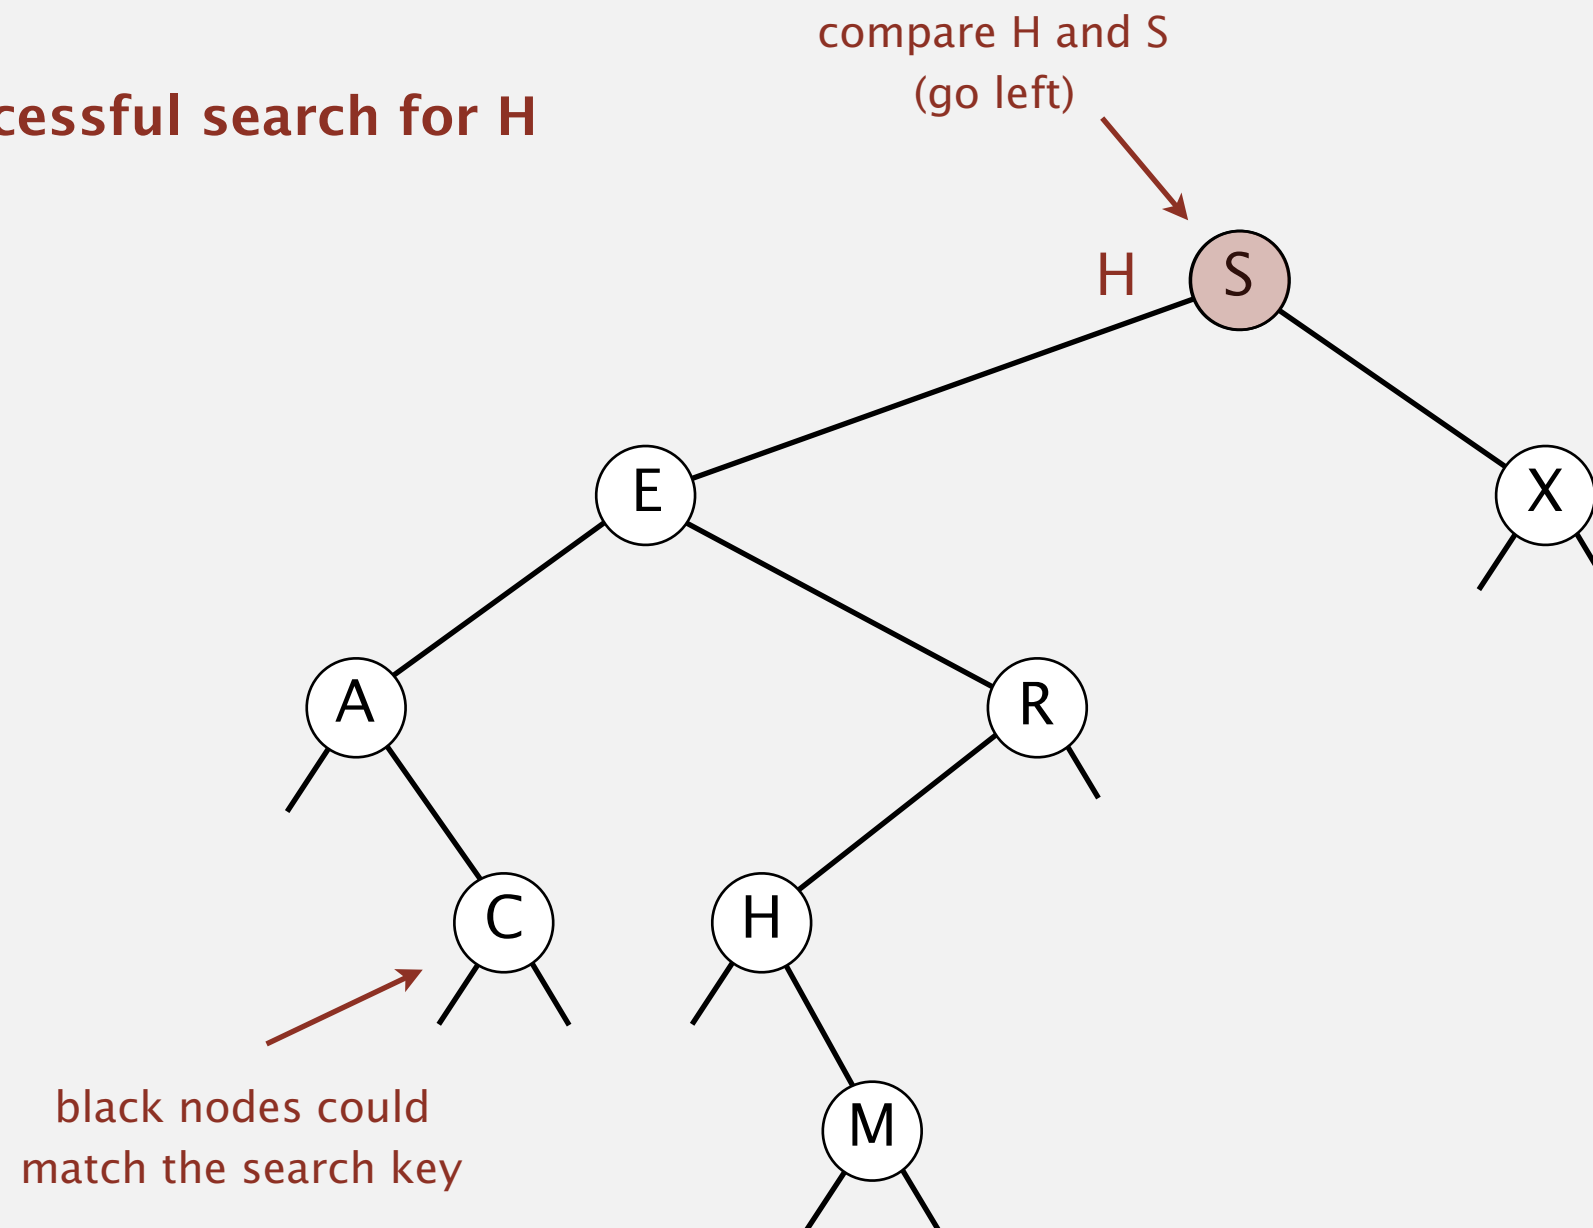 compare H and S
(go left)
cessful search for H
H
S
E
X
A
R
C
H
M
black nodes could
match the search key